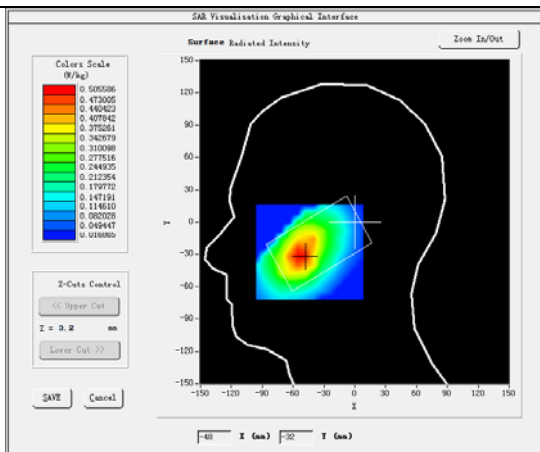 SAR Visualisation Graphical Interface
Surface Radiated Intensity
Zoom In/Out
Colors Scale
(W/kg)
0.505586
0.473005
0.440423
0.407842
0.375261
0.342679
0.310098
0.277516
0.244935
0.212354
0.179772
0.147191
0.114610
0.082028
0.049447
0.016865
Z-Cuts Control
<< Upper Cut
Z = 3.2 mm
Lower Cut >>
SAVE Cancel
150
120
90
60
30
0
-30
-60
-90
-120
-150
Y
-150 -120 -90 -60 -30 0 30 60 90 120 150
X
-48 X (mm) -32 Y (mm)